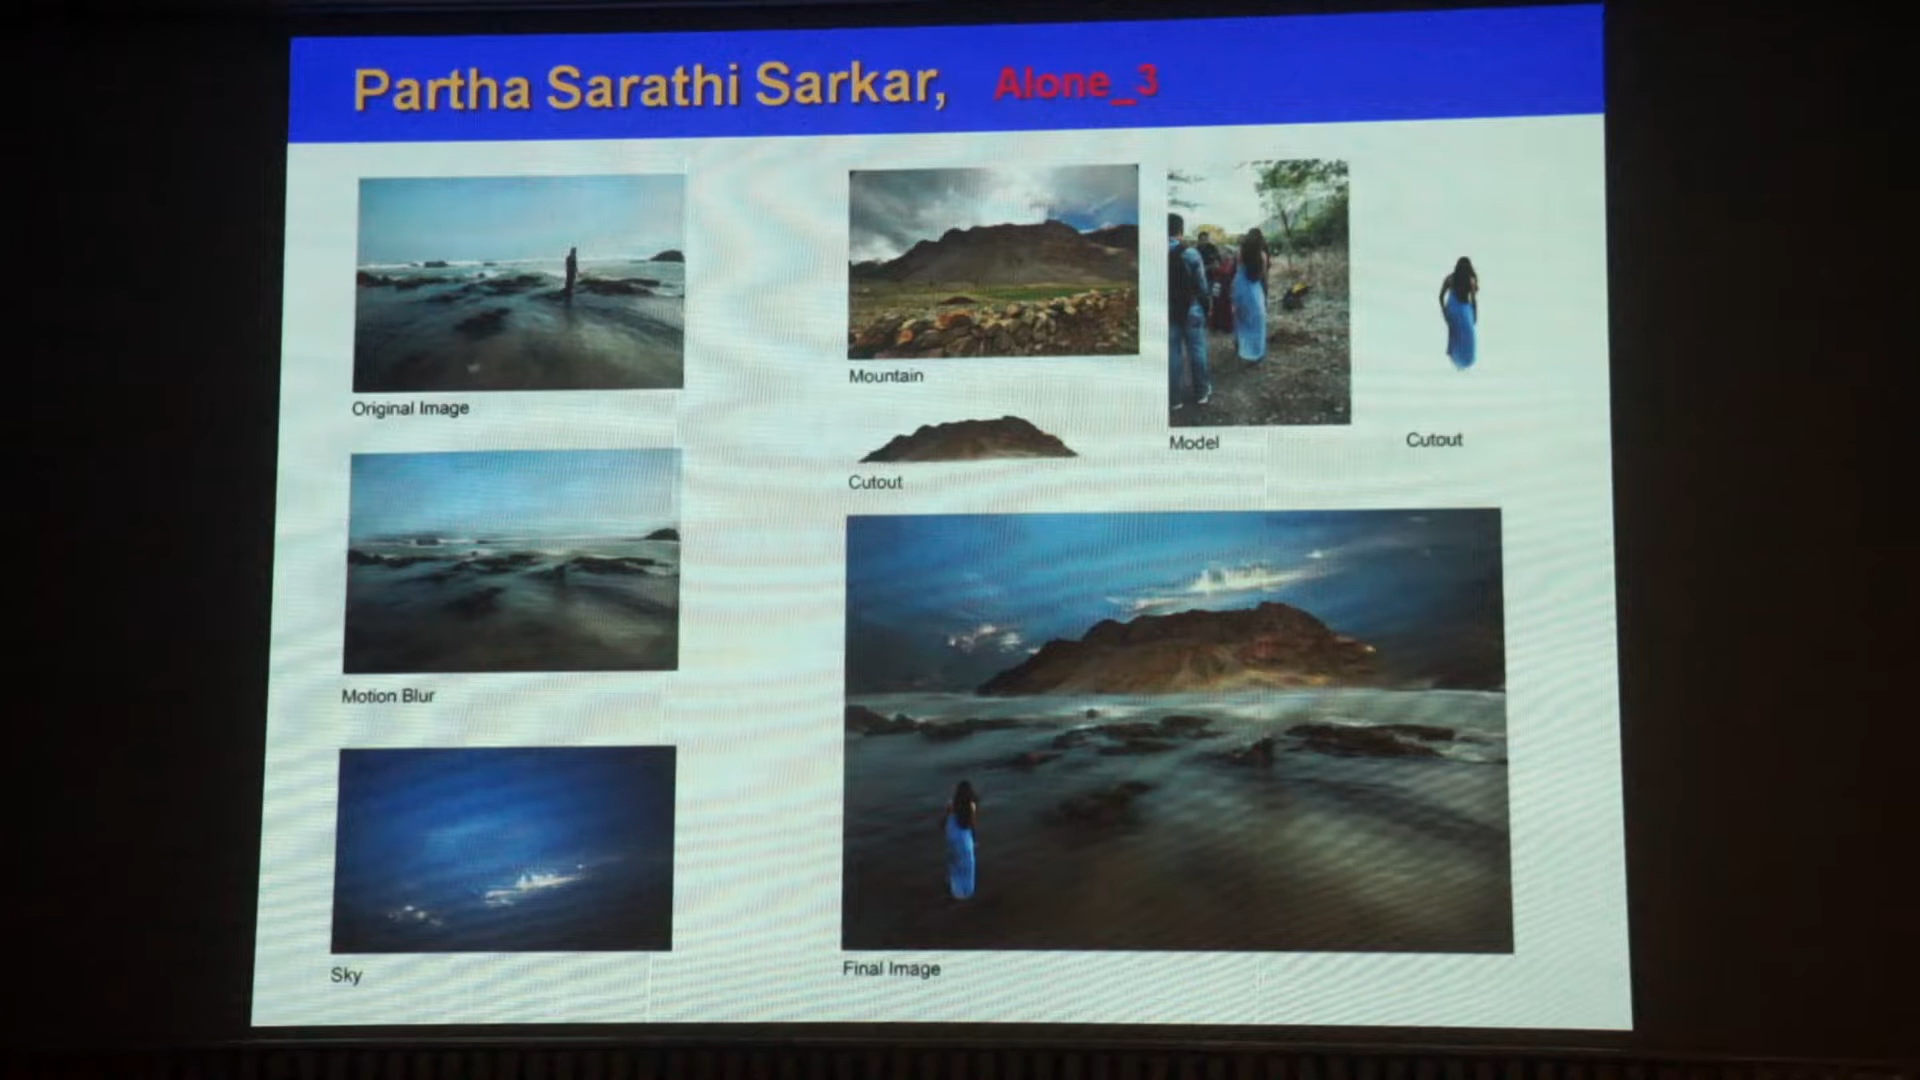 Partha Sarathi Sarkar, Alone_3
Original Image
Mountain
Model
Cutout
Cutout
Motion Blur
Sky
Final Image